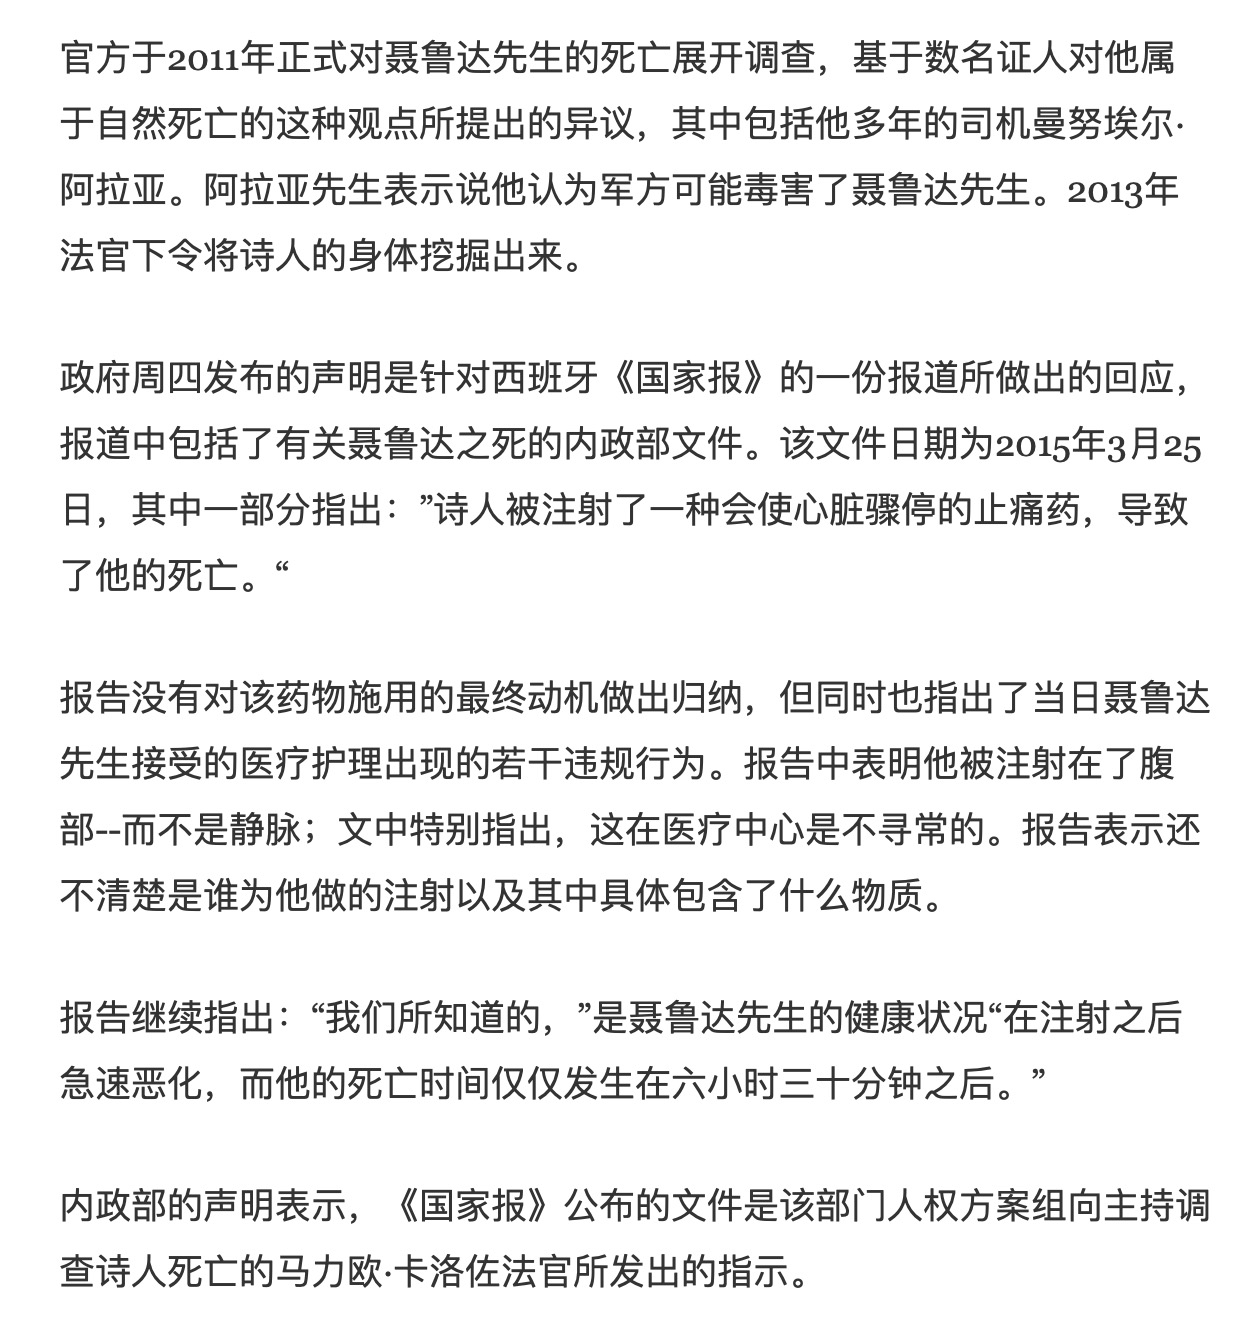 官方于2011年正式对聂鲁达先生的死亡展开调查，基于数名证人对他属
于自然死亡的这种观点所提出的异议，其中包括他多年的司机曼努埃尔·
阿拉亚。阿拉亚先生表示说他认为军方可能毒害了聂鲁达先生。2013年
法官下令将诗人的身体挖掘出来。
政府周四发布的声明是针对西班牙《国家报》的一份报道所做出的回应，
报道中包括了有关聂鲁达之死的内政部文件。该文件日期为2015年3月25
日，其中一部分指出：”诗人被注射了一种会使心脏骤停的止痛药，导致
了他的死亡。“
报告没有对该药物施用的最终动机做出归纳，但同时也指出了当日聂鲁达
先生接受的医疗护理出现的若干违规行为。报告中表明他被注射在了腹
部--而不是静脉；文中特别指出，这在医疗中心是不寻常的。报告表示还
不清楚是谁为他做的注射以及其中具体包含了什么物质。
报告继续指出：“我们所知道的，”是聂鲁达先生的健康状况“在注射之后
急速恶化，而他的死亡时间仅仅发生在六小时三十分钟之后。”
内政部的声明表示，《国家报》公布的文件是该部门人权方案组向主持调
查诗人死亡的马力欧·卡洛佐法官所发出的指示。